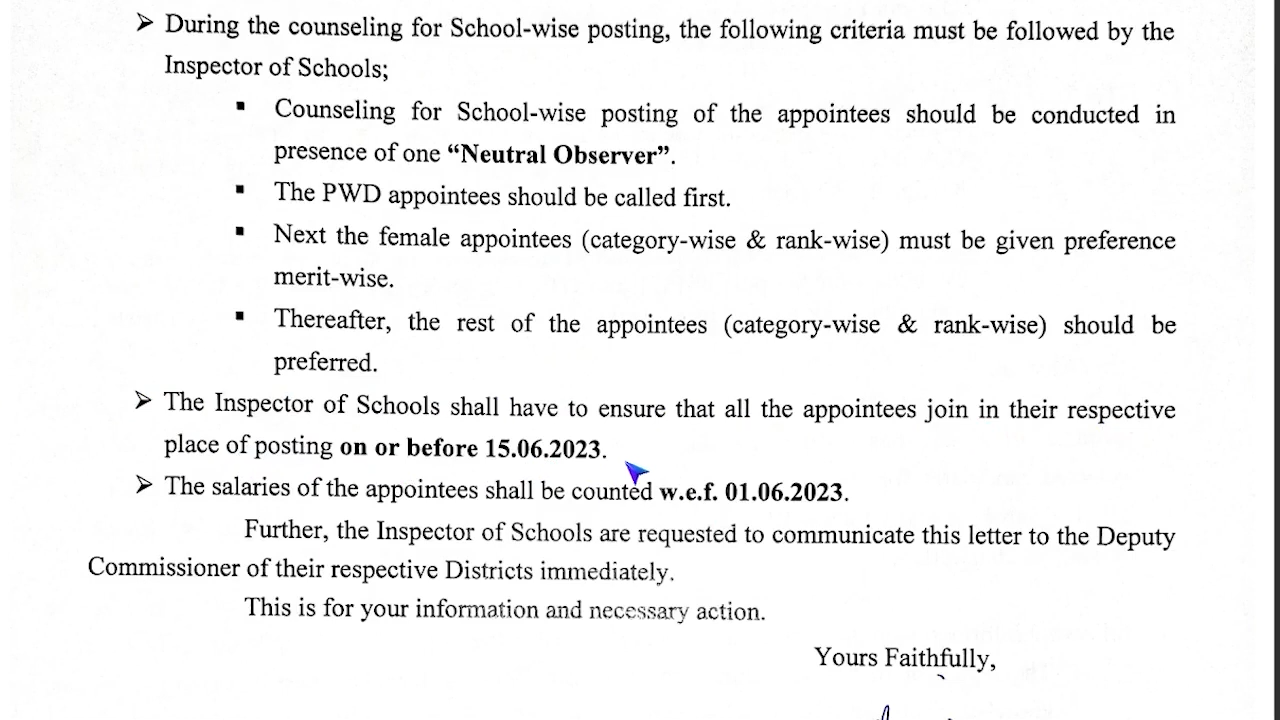 ➢ During the counseling for School-wise posting, the following criteria must be followed by the
Inspector of Schools;
▪ Counseling for School-wise posting of the appointees should be conducted in
presence of one “Neutral Observer”.
▪ The PWD appointees should be called first.
▪ Next the female appointees (category-wise & rank-wise) must be given preference
merit-wise.
▪ Thereafter, the rest of the appointees (category-wise & rank-wise) should be
preferred.
➢ The Inspector of Schools shall have to ensure that all the appointees join in their respective
place of posting on or before 15.06.2023.
➢ The salaries of the appointees shall be counted w.e.f. 01.06.2023.
Further, the Inspector of Schools are requested to communicate this letter to the Deputy
Commissioner of their respective Districts immediately.
This is for your information and necessary action.
Yours Faithfully,